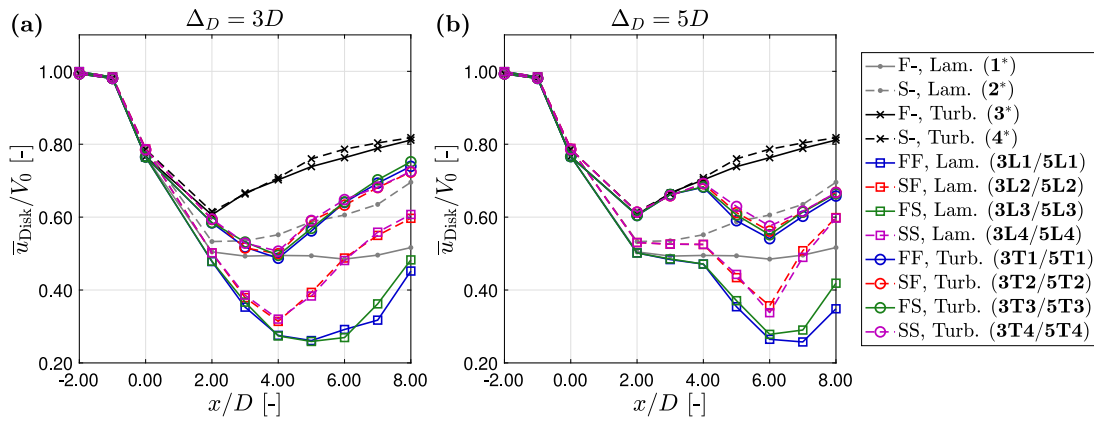 (a) Δ_D = 3D
(b) Δ_D = 5D
u̅_Disk/V_0 [-]
1.00
0.80
0.60
0.40
0.20
-2.00 0.00 2.00 4.00 6.00 8.00
x/D [-]
1.00
0.80
0.60
0.40
0.20
-2.00 0.00 2.00 4.00 6.00 8.00
x/D [-]
F-, Lam. (1*)
S-, Lam. (2*)
F-, Turb. (3*)
S-, Turb. (4*)
FF, Lam. (3L1/5L1)
SF, Lam. (3L2/5L2)
FS, Lam. (3L3/5L3)
SS, Lam. (3L4/5L4)
FF, Turb. (3T1/5T1)
SF, Turb. (3T2/5T2)
FS, Turb. (3T3/5T3)
SS, Turb. (3T4/5T4)